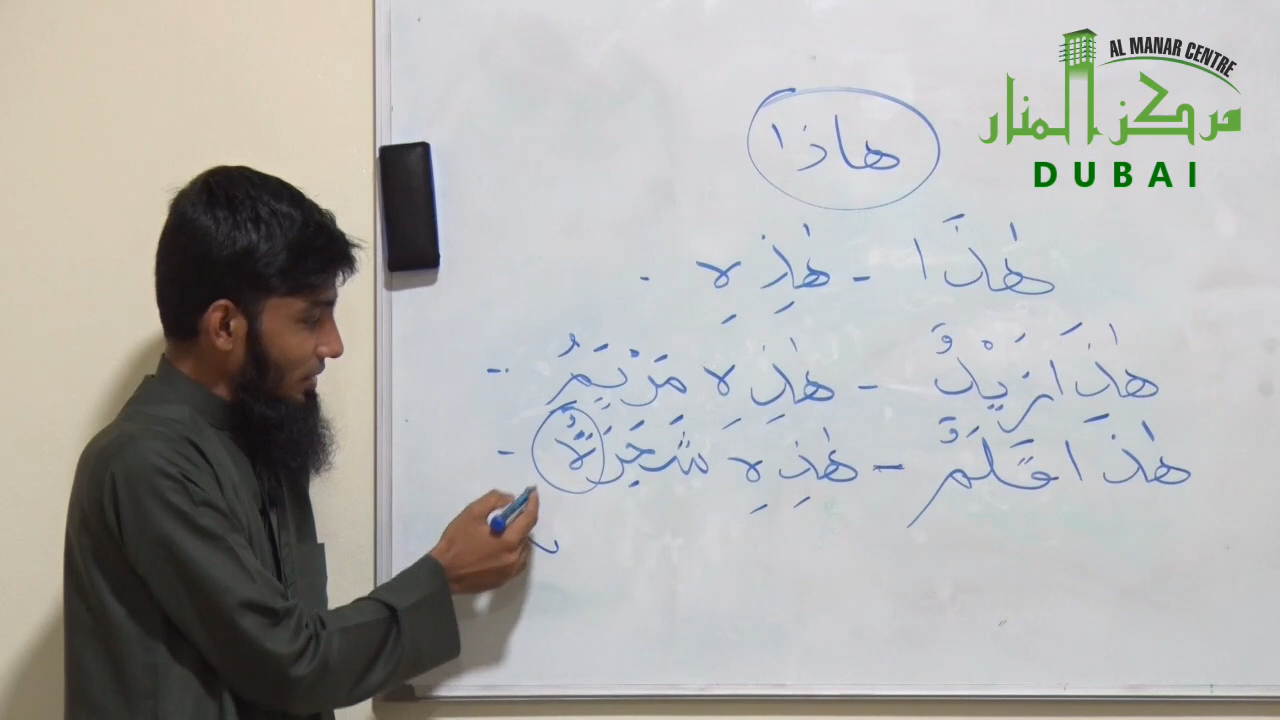 AL MANAR CENTRE
مركز المنار
DUBAI
هاذا
هٰذَا - هٰذِهِ .
هٰذَا زَيْدٌ - هٰذِهِ مَرْيَمُ -
هٰذَا قَلَمٌ - هٰذِهِ شَجَرَةٌ -